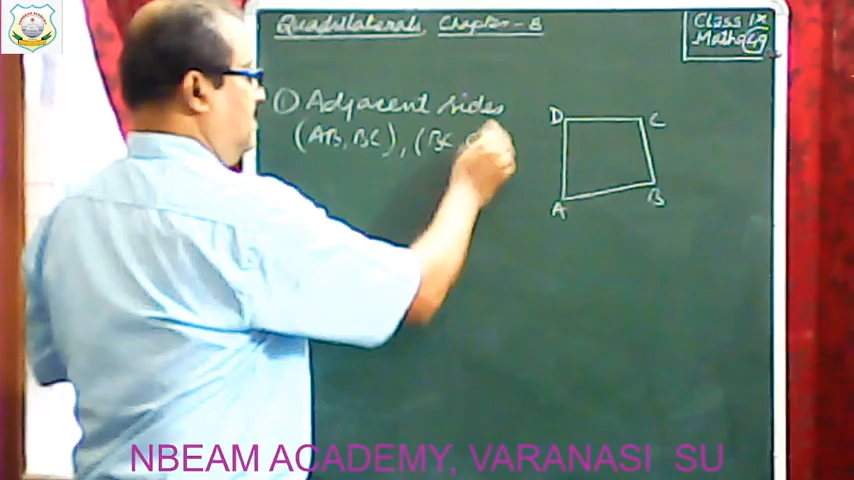 Quadrilaterals Chapter-8
Class IX
Maths
① Adjacent sides
(AB, BC), (BC, C
D
C
A
B
NBEAM ACADEMY, VARANASI SU